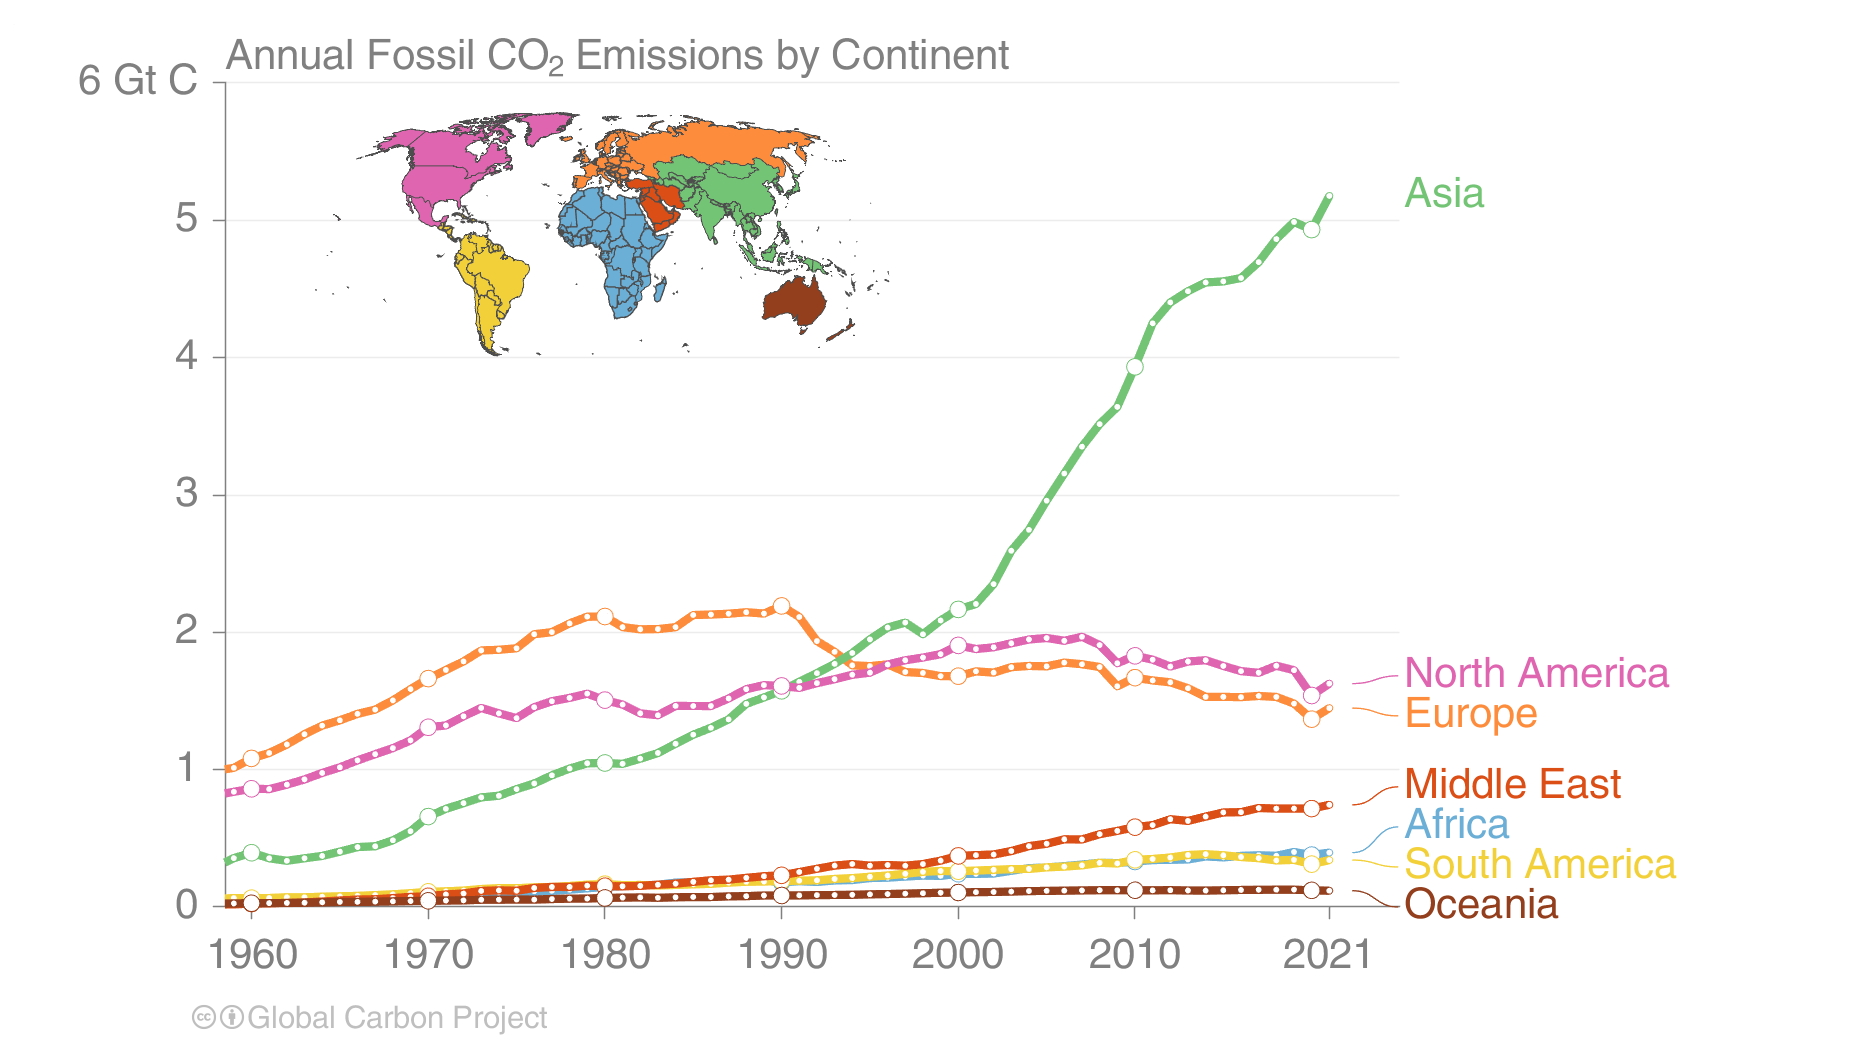 Annual Fossil CO₂ Emissions by Continent
6 Gt C
5
4
3
2
1
0
Asia
North America
Europe
Middle East
Africa
South America
Oceania
1960 1970 1980 1990 2000 2010 2021
cc Global Carbon Project